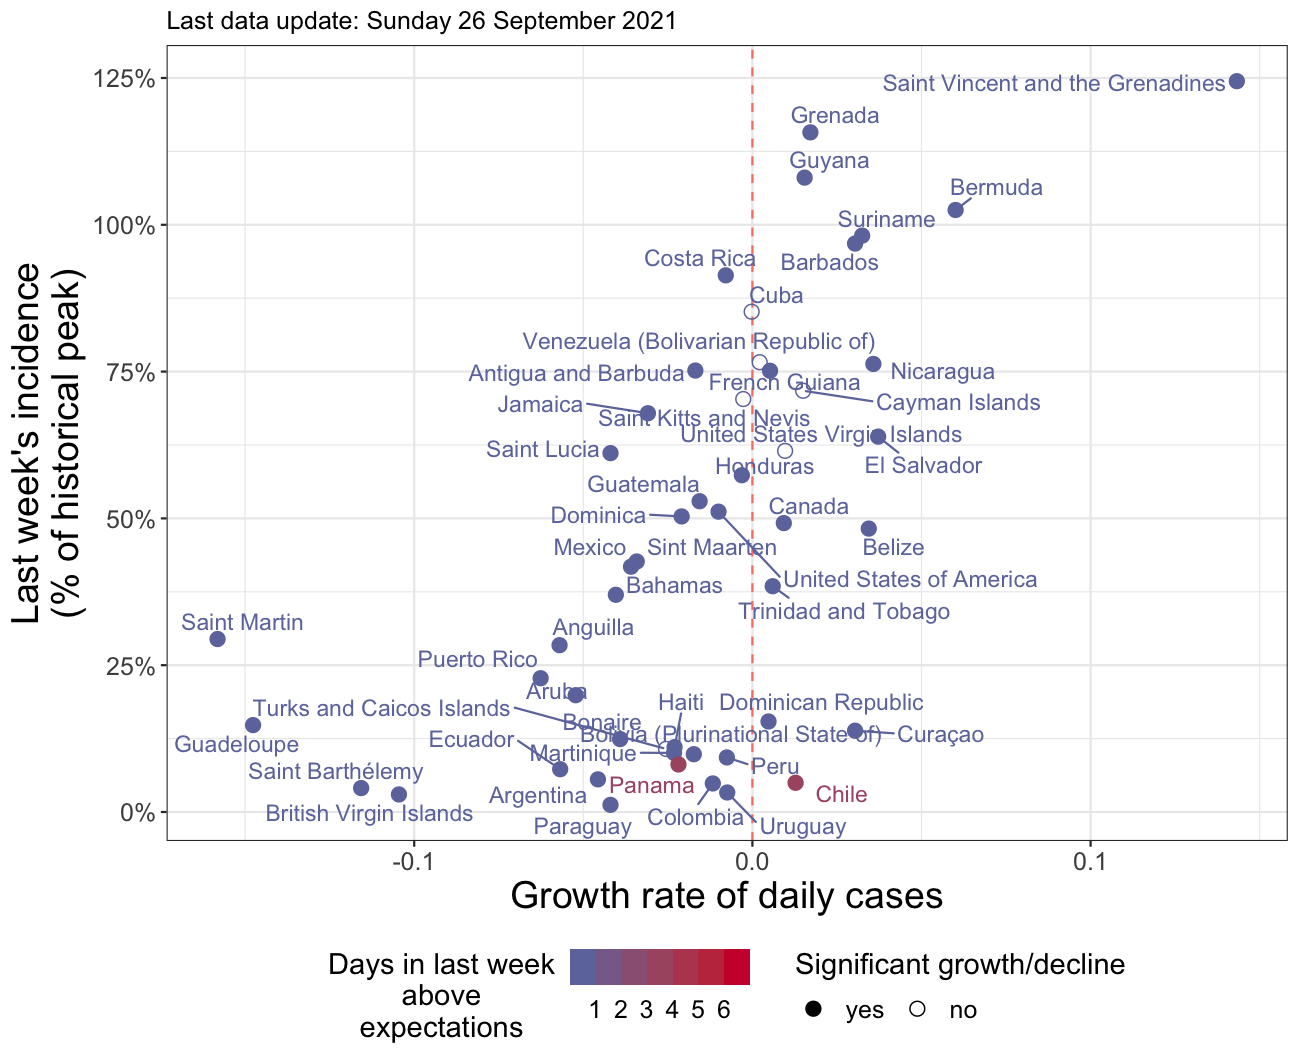 Last data update: Sunday 26 September 2021
125%
Saint Vincent and the Grenadines
Grenada
Guyana
Bermuda
100%
Suriname
Barbados
Costa Rica
Cuba
Venezuela (Bolivarian Republic of)
75%
Antigua and Barbuda
Nicaragua
French Guiana
Jamaica
Cayman Islands
Saint Kitts and Nevis
United States Virgin Islands
Saint Lucia
El Salvador
Honduras
Guatemala
50%
Dominica
Canada
Mexico
Sint Maarten
Belize
Bahamas
United States of America
Trinidad and Tobago
Saint Martin
Anguilla
25%
Puerto Rico
Aruba
Turks and Caicos Islands
Haiti
Dominican Republic
Bonaire
Bolivia (Plurinational State of)
Curaçao
Guadeloupe
Ecuador
Martinique
Peru
Saint Barthélemy
Panama
Chile
Argentina
0%
British Virgin Islands
Colombia
Paraguay
Uruguay
Last week's incidence
(% of historical peak)
-0.1
0.0
0.1
Growth rate of daily cases
Days in last week
above
expectations
1 2 3 4 5 6
Significant growth/decline
yes
no